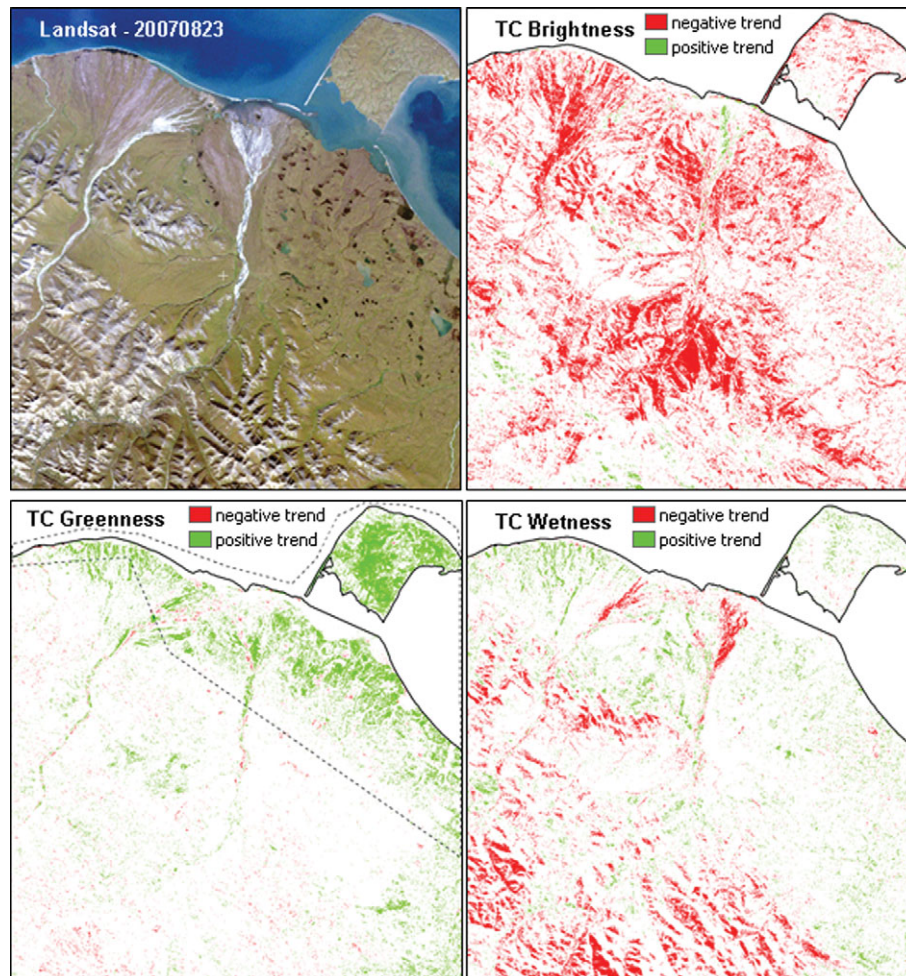 Landsat - 20070823
TC Brightness
negative trend
positive trend
TC Greenness
negative trend
positive trend
TC Wetness
negative trend
positive trend